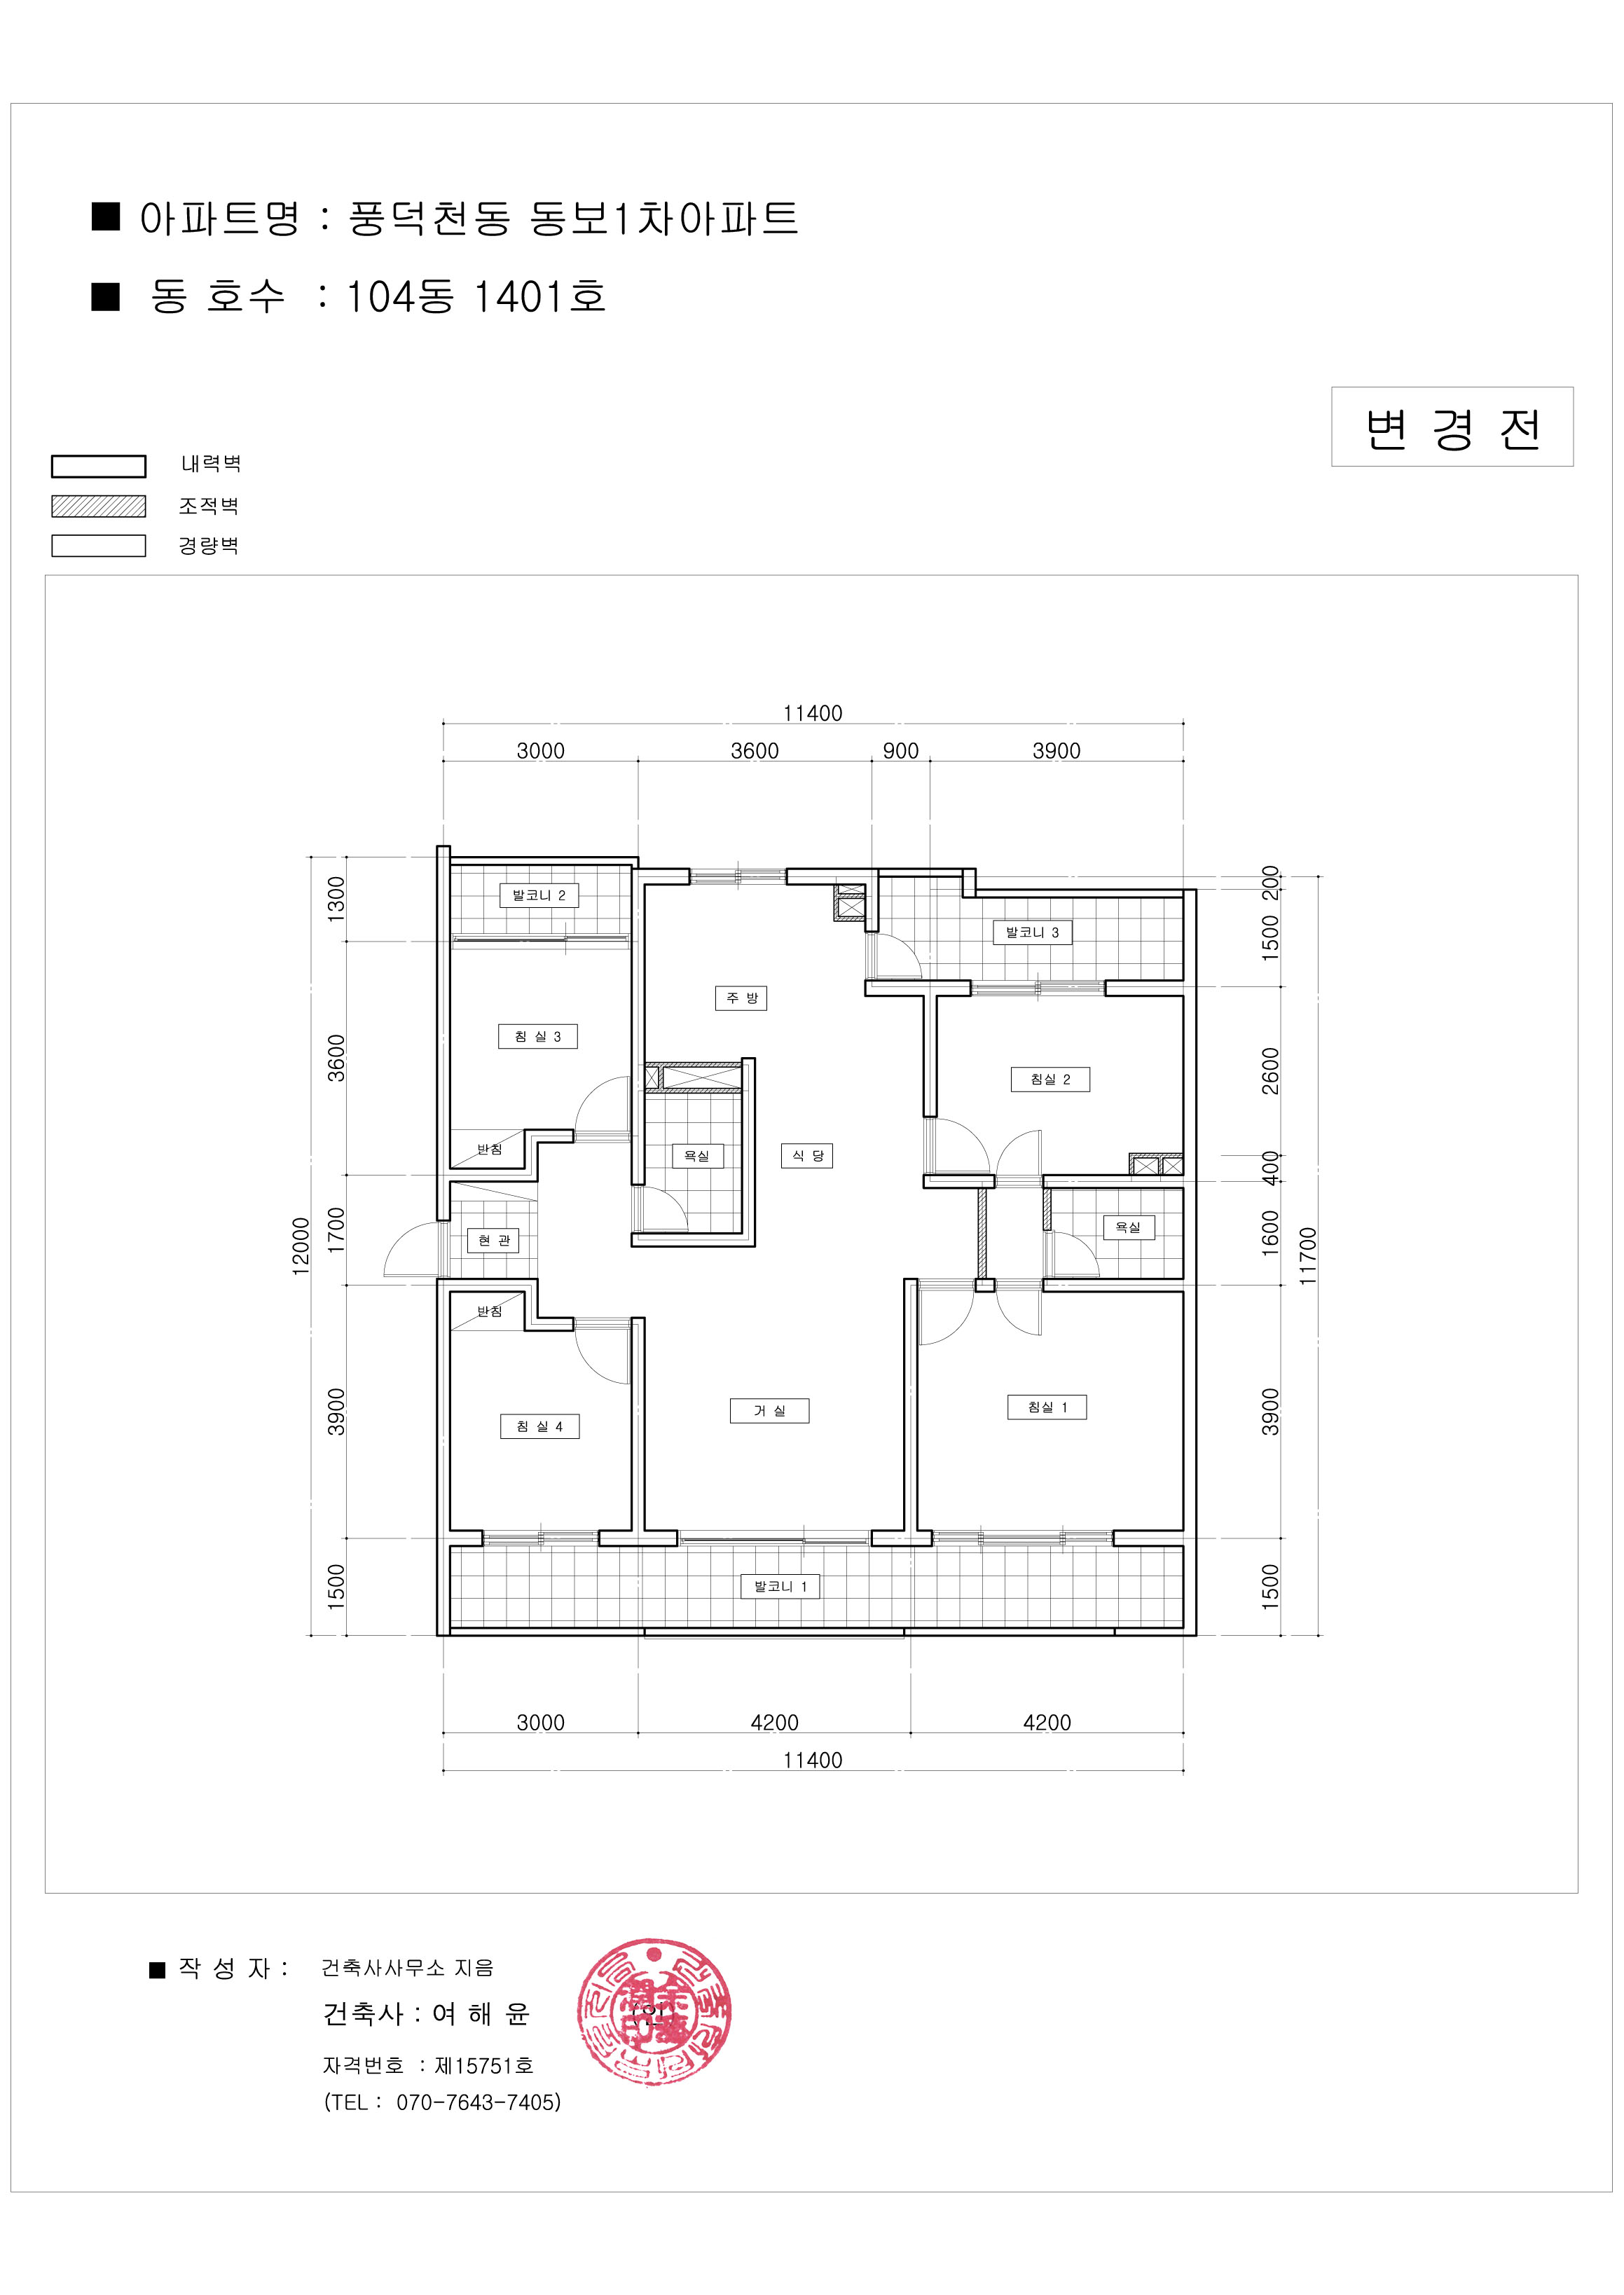 ■ 아파트명 : 풍덕천동 동보1차아파트
■ 동 호수 : 104동 1401호
변 경 전
내력벽
조적벽
경량벽
11400
3000 3600 900 3900
발코니 2
발코니 3
주 방
침 실 3
침실 2
반침
욕실
식 당
욕실
현 관
반침
거 실
침실 1
침 실 4
발코니 1
1300
3600
1700
3900
1500
12000
200
1500
2600
400
1600
3900
1500
11700
3000 4200 4200
11400
■ 작 성 자 : 건축사사무소 지음
건축사 : 여 해 윤 (인)
자격번호 : 제15751호
(TEL : 070-7643-7405)